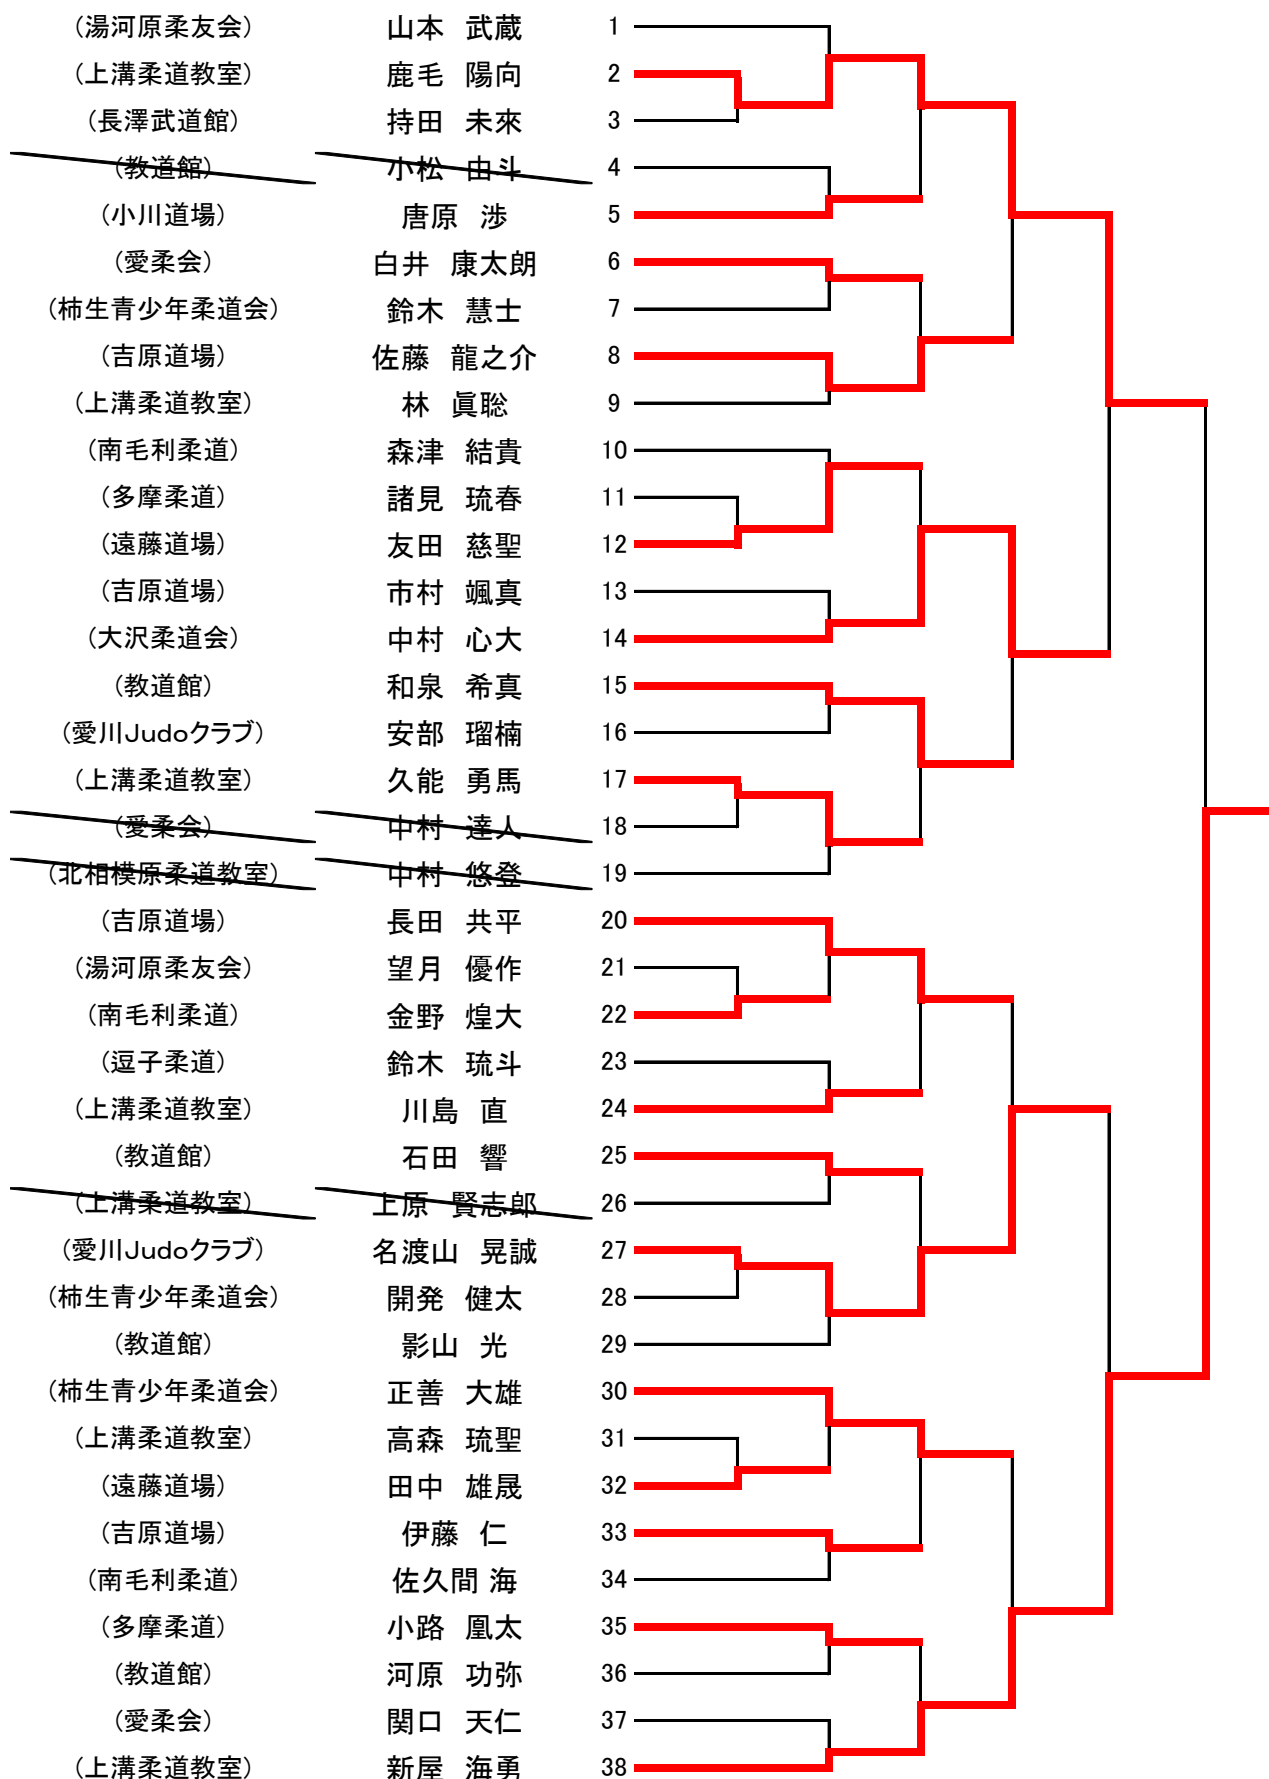 （湯河原柔友会） 山本 武蔵 1
（上溝柔道教室） 鹿毛 陽向 2
（長澤武道館） 持田 未來 3
（教道館） 小松 由斗 4
（小川道場） 唐原 渉 5
（愛柔会） 白井 康太朗 6
（柿生青少年柔道会） 鈴木 慧士 7
（吉原道場） 佐藤 龍之介 8
（上溝柔道教室） 林 眞聡 9
（南毛利柔道） 森津 結貴 10
（多摩柔道） 諸見 琉春 11
（遠藤道場） 友田 慈聖 12
（吉原道場） 市村 颯真 13
（大沢柔道会） 中村 心大 14
（教道館） 和泉 希真 15
（愛川Judoクラブ） 安部 瑠楠 16
（上溝柔道教室） 久能 勇馬 17
（愛柔会） 中村 達人 18
（北相模原柔道教室） 中村 悠登 19
（吉原道場） 長田 共平 20
（湯河原柔友会） 望月 優作 21
（南毛利柔道） 金野 煌大 22
（逗子柔道） 鈴木 琉斗 23
（上溝柔道教室） 川島 直 24
（教道館） 石田 響 25
（上溝柔道教室） 上原 賢志郎 26
（愛川Judoクラブ） 名渡山 晃誠 27
（柿生青少年柔道会） 開発 健太 28
（教道館） 影山 光 29
（柿生青少年柔道会） 正善 大雄 30
（上溝柔道教室） 高森 琉聖 31
（遠藤道場） 田中 雄晟 32
（吉原道場） 伊藤 仁 33
（南毛利柔道） 佐久間 海 34
（多摩柔道） 小路 凰太 35
（教道館） 河原 功弥 36
（愛柔会） 関口 天仁 37
（上溝柔道教室） 新屋 海勇 38